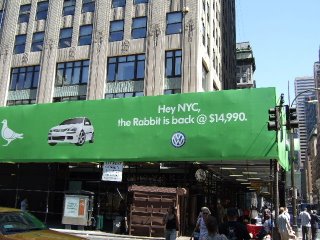 Hey NYC,
the Rabbit is back @ $14,990.